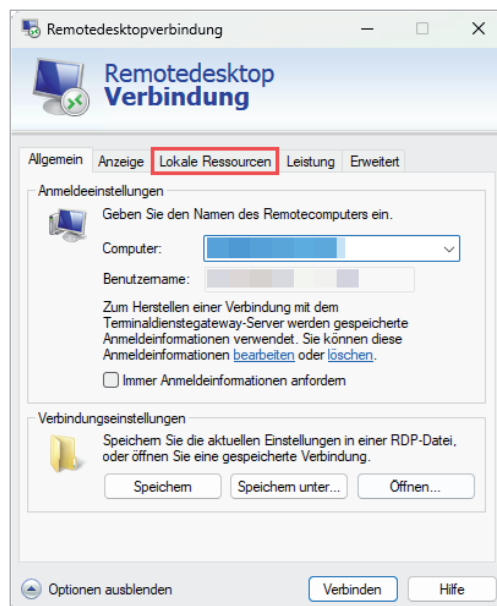 Remotedesktopverbindung
Remotedesktop
Verbindung
Allgemein Anzeige Lokale Ressourcen Leistung Erweitert
Anmeldeeinstellungen
Geben Sie den Namen des Remotecomputers ein.
Computer:
Benutzername:
Zum Herstellen einer Verbindung mit dem
Terminaldienstegateway-Server werden gespeicherte
Anmeldeinformationen verwendet. Sie können diese
Anmeldeinformationen bearbeiten oder löschen.
Immer Anmeldeinformationen anfordern
Verbindungseinstellungen
Speichern Sie die aktuellen Einstellungen in einer RDP-Datei,
oder öffnen Sie eine gespeicherte Verbindung.
Speichern Speichern unter... Öffnen...
Optionen ausblenden Verbinden Hilfe